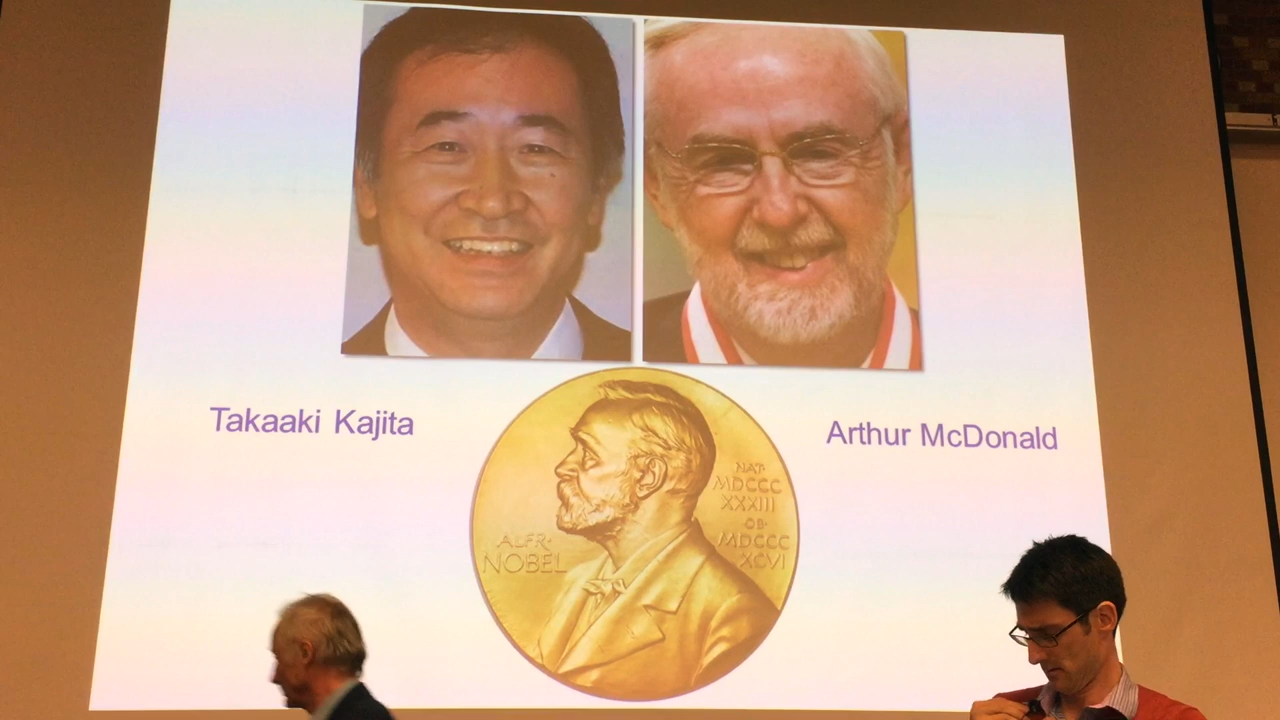 Takaaki Kajita
Arthur McDonald
ALFR·
NOBEL
NAT·
MDCCC
XXXIII
·OB·
MDCCC
XCVI